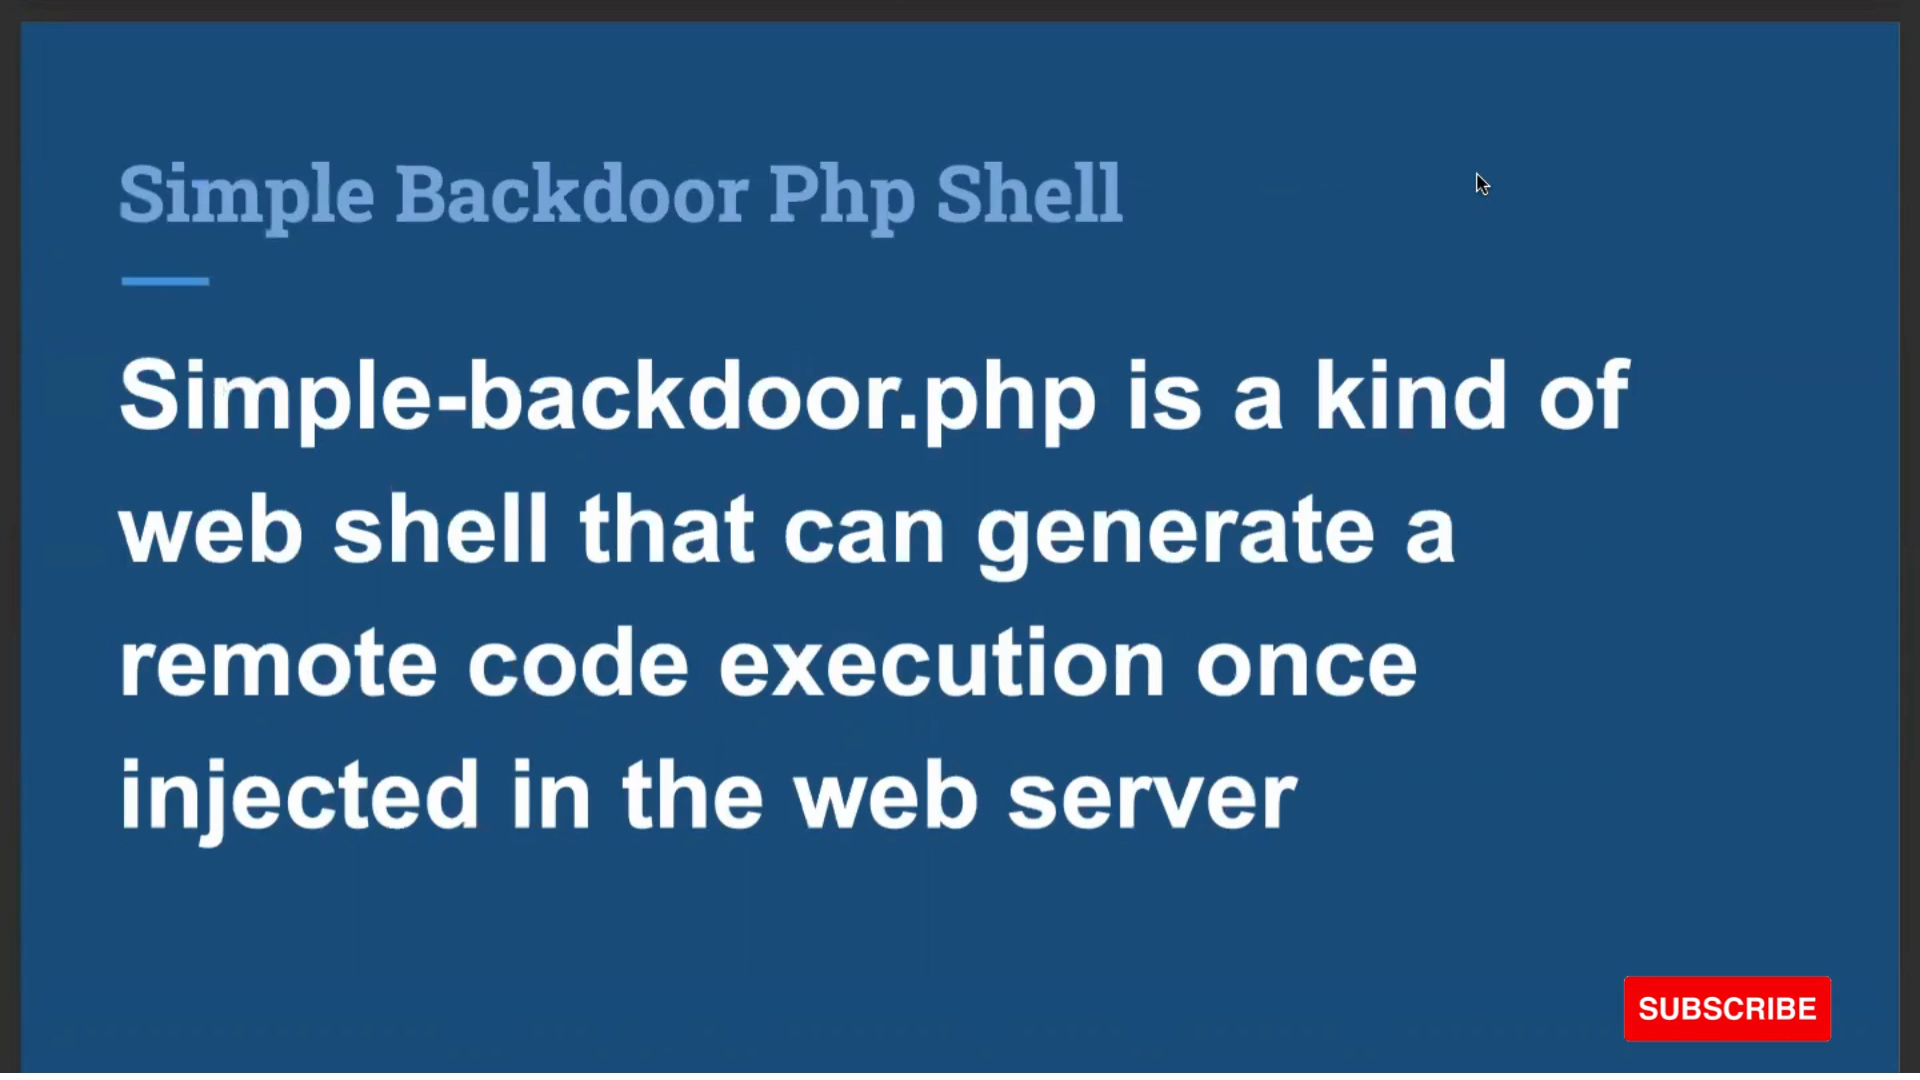 Simple Backdoor Php Shell
Simple-backdoor.php is a kind of
web shell that can generate a
remote code execution once
injected in the web server
SUBSCRIBE